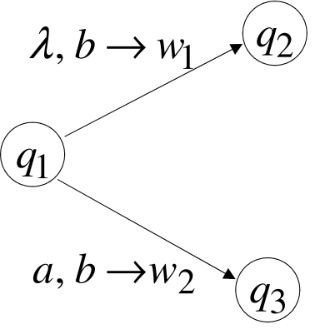 q2
λ, b → w1
q1
a, b → w2
q3